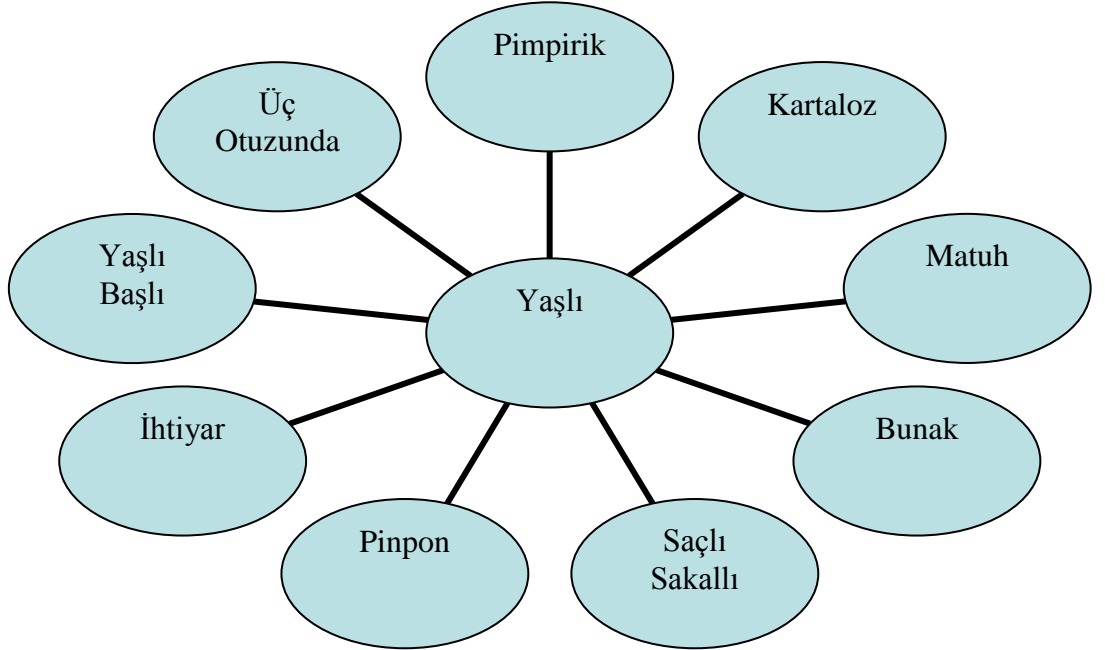 Pimpirik
Üç
Otuzunda
Kartaloz
Yaşlı
Başlı
Matuh
Yaşlı
İhtiyar
Bunak
Pinpon
Saçlı
Sakallı